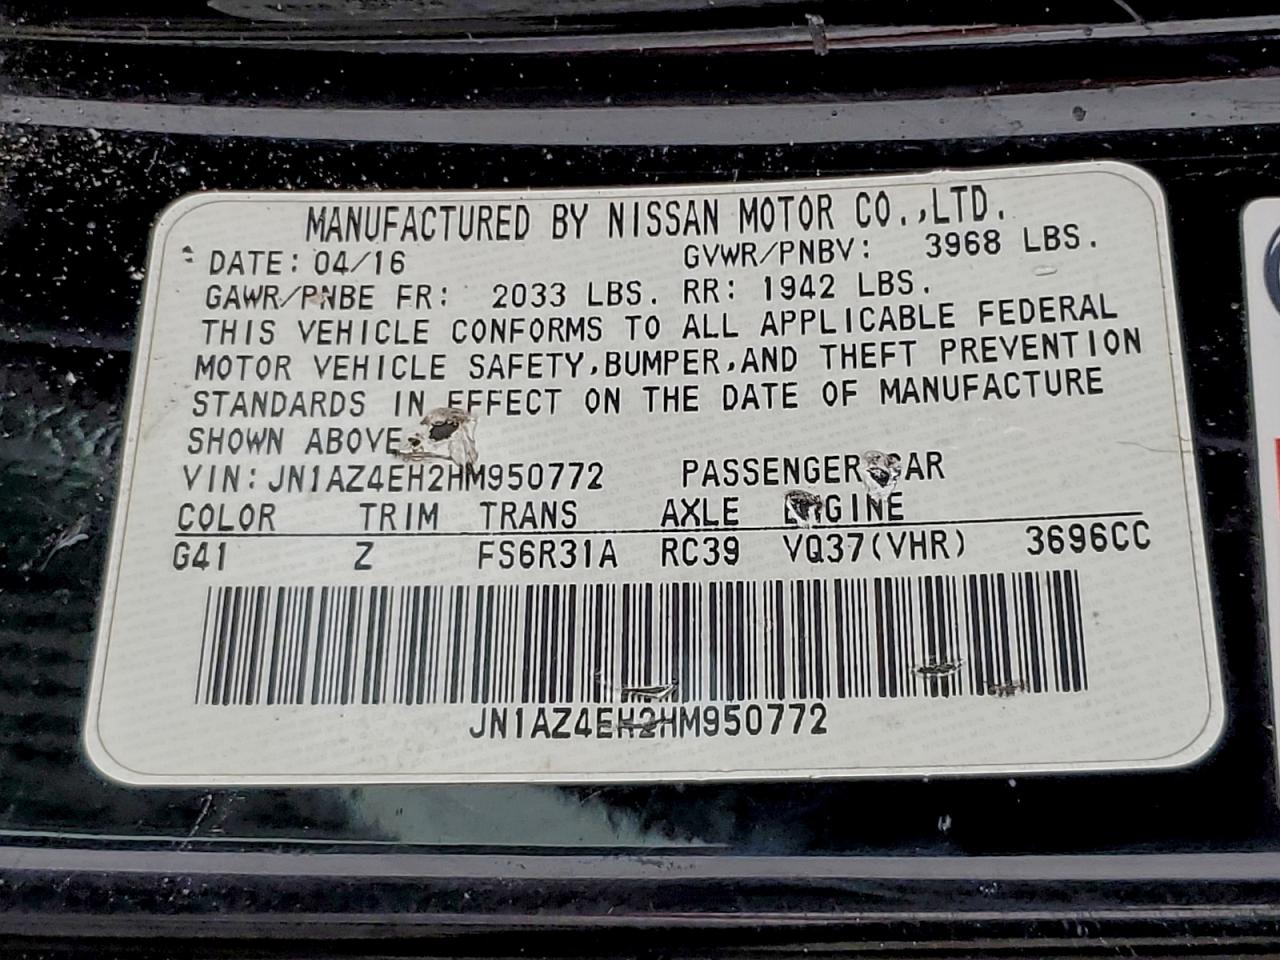 MANUFACTURED BY NISSAN MOTOR CO.,LTD.
DATE: 04/16 GVWR/PNBV: 3968 LBS.
GAWR/PNBE FR: 2033 LBS. RR: 1942 LBS.
THIS VEHICLE CONFORMS TO ALL APPLICABLE FEDERAL
MOTOR VEHICLE SAFETY,BUMPER,AND THEFT PREVENTION
STANDARDS IN EFFECT ON THE DATE OF MANUFACTURE
SHOWN ABOVE.
VIN: JN1AZ4EH2HM950772 PASSENGER CAR
COLOR TRIM TRANS AXLE ENGINE
G41 Z FS6R31A RC39 VQ37(VHR) 3696CC
JN1AZ4EH2HM950772